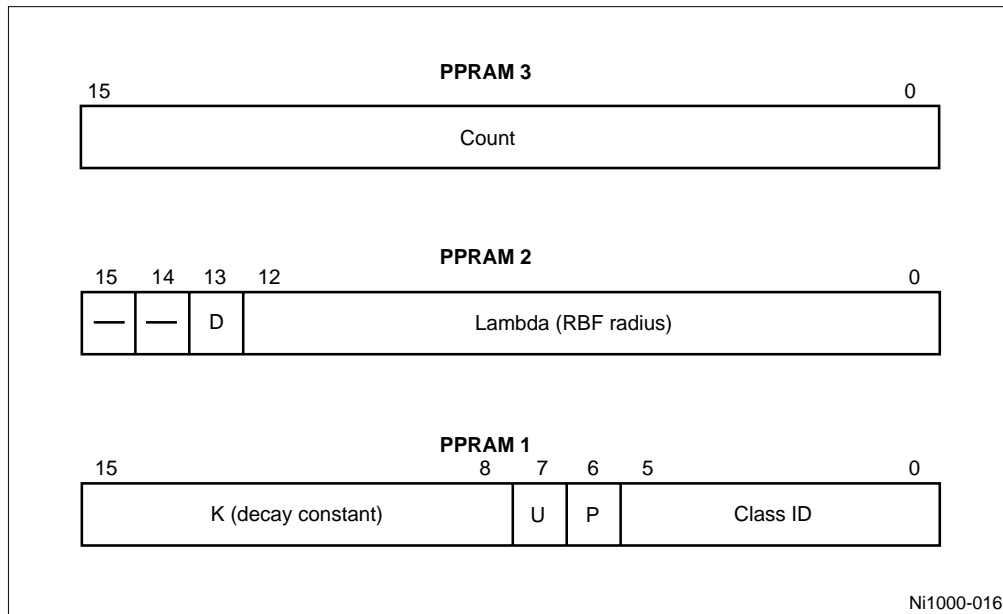 PPRAM 3
15 0
Count
PPRAM 2
15 14 13 12 0
— — D Lambda (RBF radius)
PPRAM 1
15 8 7 6 5 0
K (decay constant) U P Class ID
Ni1000-016